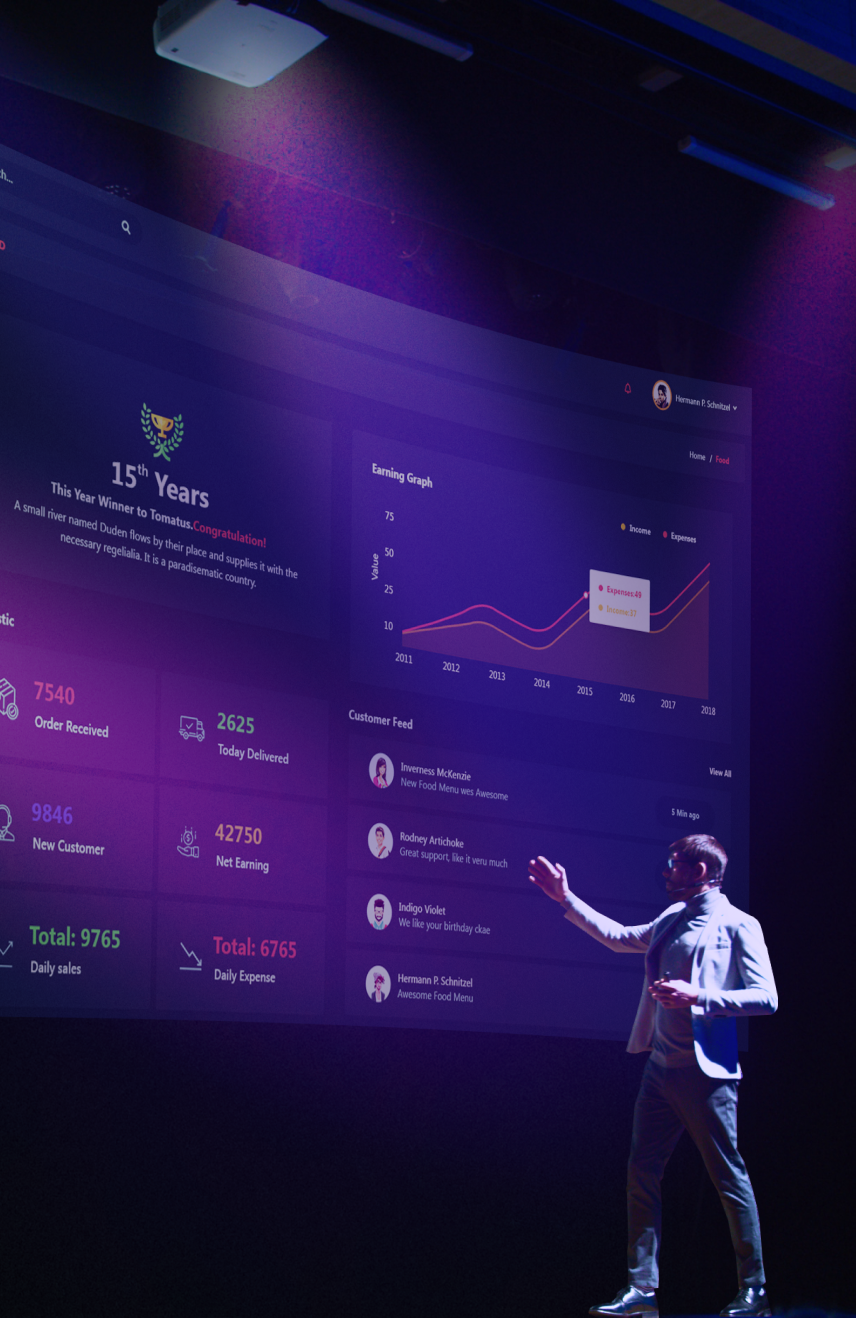 h...
Hermann P. Schnitzel
Home / Food
15th Years
This Year Winner to Tomatus.Congratulation!
A small river named Duden flows by their place and supplies it with the
necessary regelialia. It is a paradisematic country.
Earning Graph
Income
Expenses
Value
75
50
25
10
Expenses:49
Income:37
2011
2012
2013
2014
2015
2016
2017
2018
stic
7540
Order Received
2625
Today Delivered
9846
New Customer
42750
Net Earning
Total: 9765
Daily sales
Total: 6765
Daily Expense
Customer Feed
View All
Inverness McKenzie
New Food Menu wes Awesome
5 Min ago
Rodney Artichoke
Great support, like it veru much
Indigo Violet
We like your birthday ckae
Hermann P. Schnitzel
Awesome Food Menu